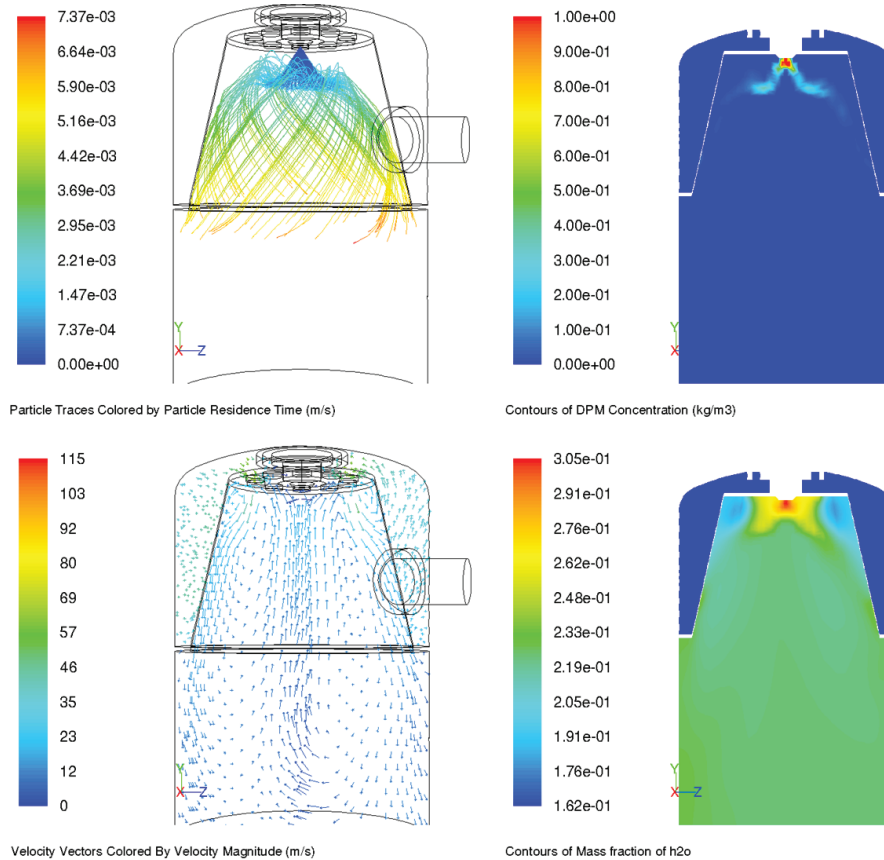 7.37e-03
6.64e-03
5.90e-03
5.16e-03
4.42e-03
3.69e-03
2.95e-03
2.21e-03
1.47e-03
7.37e-04
0.00e+00
Y
X Z
Particle Traces Colored by Particle Residence Time (m/s)
1.00e+00
9.00e-01
8.00e-01
7.00e-01
6.00e-01
5.00e-01
4.00e-01
3.00e-01
2.00e-01
1.00e-01
0.00e+00
Y
X Z
Contours of DPM Concentration (kg/m3)
115
103
92
80
69
57
46
35
23
12
0
Y
X Z
Velocity Vectors Colored By Velocity Magnitude (m/s)
3.05e-01
2.91e-01
2.76e-01
2.62e-01
2.48e-01
2.33e-01
2.19e-01
2.05e-01
1.91e-01
1.76e-01
1.62e-01
Y
X Z
Contours of Mass fraction of h2o